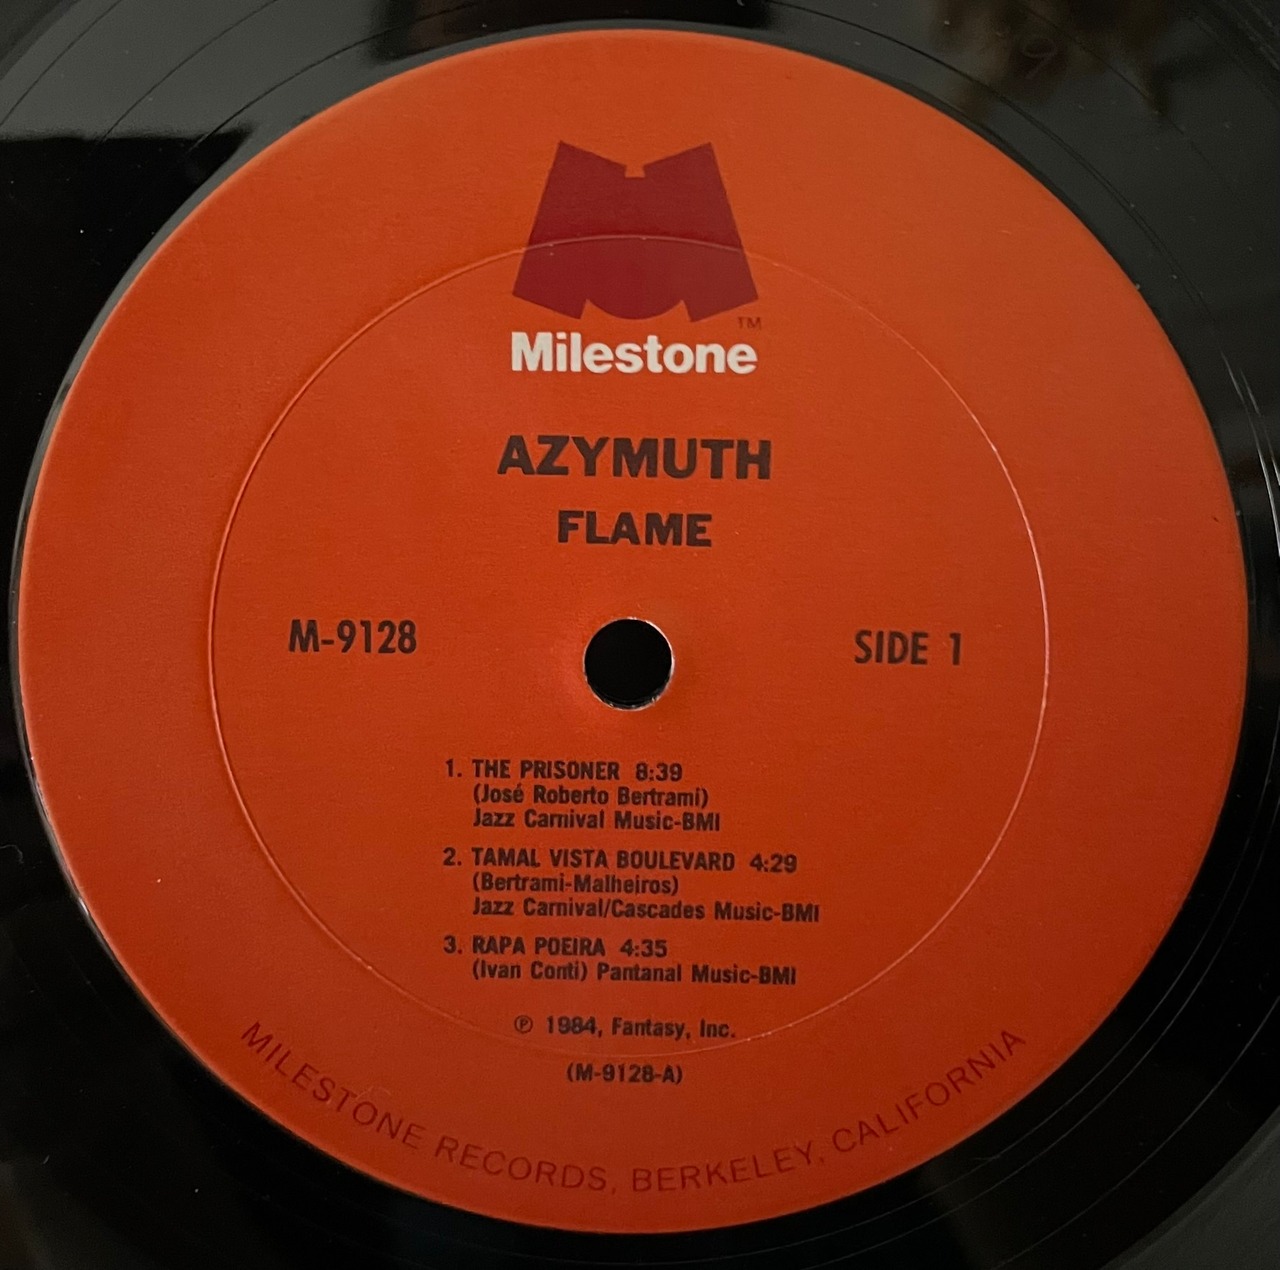 TM
Milestone
AZYMUTH
FLAME
M-9128
SIDE 1
1. THE PRISONER 8:39
(José Roberto Bertrami)
Jazz Carnival Music-BMI
2. TAMAL VISTA BOULEVARD 4:29
(Bertrami-Malheiros)
Jazz Carnival/Cascades Music-BMI
3. RAPA POEIRA 4:35
(Ivan Conti) Pantanal Music-BMI
℗ 1984, Fantasy, Inc.
(M-9128-A)
MILESTONE RECORDS, BERKELEY, CALIFORNIA